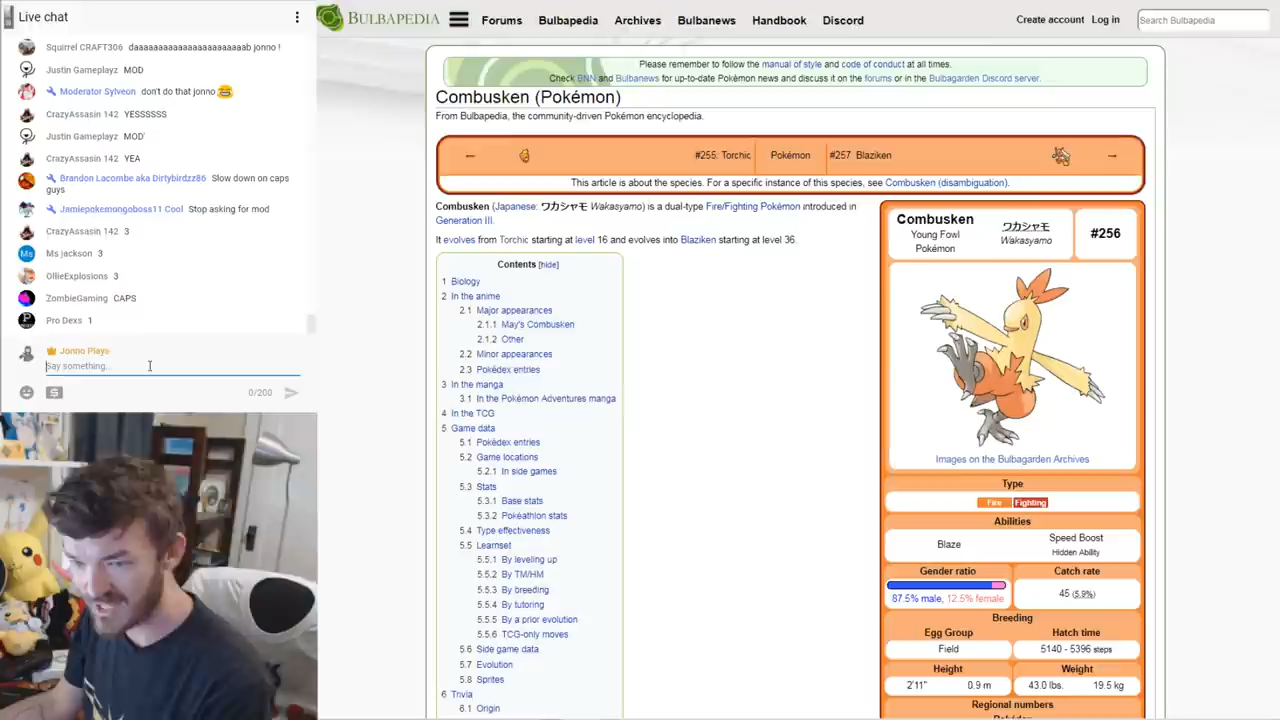 Live chat
Squirrel CRAFT306 daaaaaaaaaaaaaaaaaaaaaaab jonno !
Justin Gameplayz MOD
Moderator Sylveon don't do that jonno
CrazyAssasin 142 YESSSSSS
Justin Gameplayz MOD'
CrazyAssasin 142 YEA
Brandon Lacombe aka Dirtybirdzz86 Slow down on caps
guys
Jamiepokemongoboss11 Cool Stop asking for mod
CrazyAssasin 142 3
Ms jackson 3
OllieExplosions 3
ZombieGaming CAPS
Pro Dexs 1
Jonno Plays
Say something...
0/200
BULBAPEDIA
Forums Bulbapedia Archives Bulbanews Handbook Discord
Create account Log in
Search Bulbapedia
Please remember to follow the manual of style and code of conduct at all times.
Check BNN and Bulbanews for up-to-date Pokémon news and discuss it on the forums or in the Bulbagarden Discord server.
Combusken (Pokémon)
From Bulbapedia, the community-driven Pokémon encyclopedia.
← #255: Torchic Pokémon #257 Blaziken →
This article is about the species. For a specific instance of this species, see Combusken (disambiguation).
Combusken (Japanese: ワカシャモ Wakasyamo) is a dual-type Fire/Fighting Pokémon introduced in
Generation III.
It evolves from Torchic starting at level 16 and evolves into Blaziken starting at level 36.
Contents [hide]
1 Biology
2 In the anime
2.1 Major appearances
2.1.1 May's Combusken
2.1.2 Other
2.2 Minor appearances
2.3 Pokédex entries
3 In the manga
3.1 In the Pokémon Adventures manga
4 In the TCG
5 Game data
5.1 Pokédex entries
5.2 Game locations
5.2.1 In side games
5.3 Stats
5.3.1 Base stats
5.3.2 Pokéathlon stats
5.4 Type effectiveness
5.5 Learnset
5.5.1 By leveling up
5.5.2 By TM/HM
5.5.3 By breeding
5.5.4 By tutoring
5.5.5 By a prior evolution
5.5.6 TCG-only moves
5.6 Side game data
5.7 Evolution
5.8 Sprites
6 Trivia
6.1 Origin
Combusken
Young Fowl
Pokémon
ワカシャモ
Wakasyamo
#256
Images on the Bulbagarden Archives
Type
Fire Fighting
Abilities
Blaze
Speed Boost
Hidden Ability
Gender ratio
87.5% male, 12.5% female
Catch rate
45 (5.9%)
Breeding
Egg Group
Field
Hatch time
5140 - 5396 steps
Height
2'11" 0.9 m
Weight
43.0 lbs. 19.5 kg
Regional numbers